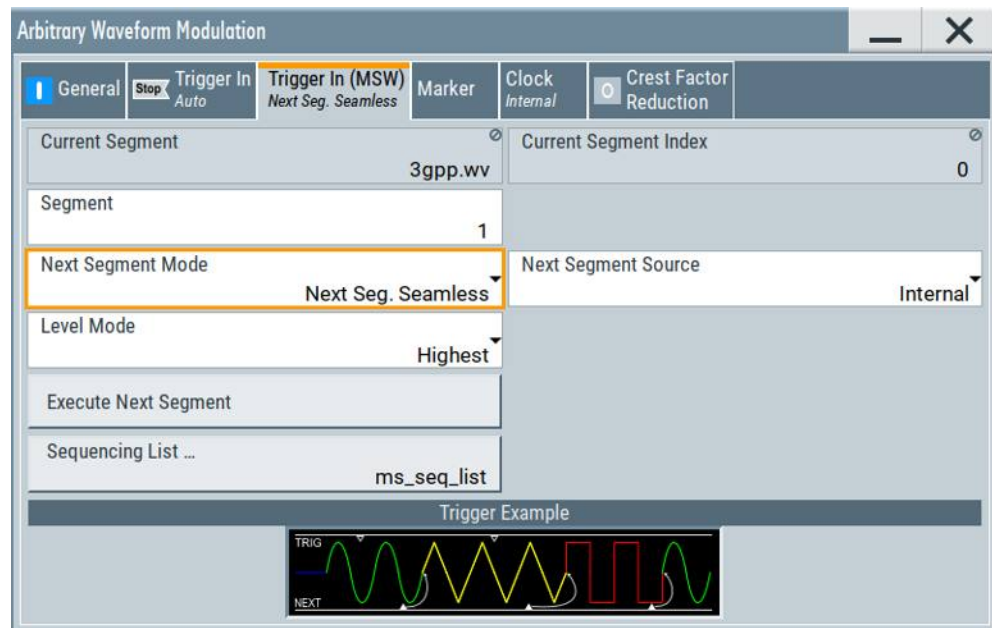 Arbitrary Waveform Modulation
General
Stop
Trigger In
Auto
Trigger In (MSW)
Next Seg. Seamless
Marker
Clock
Internal
O
Crest Factor
Reduction
Current Segment
3gpp.wv
Current Segment Index
0
Segment
1
Next Segment Mode
Next Seg. Seamless
Next Segment Source
Internal
Level Mode
Highest
Execute Next Segment
Sequencing List ...
ms_seq_list
Trigger Example
TRIG
NEXT